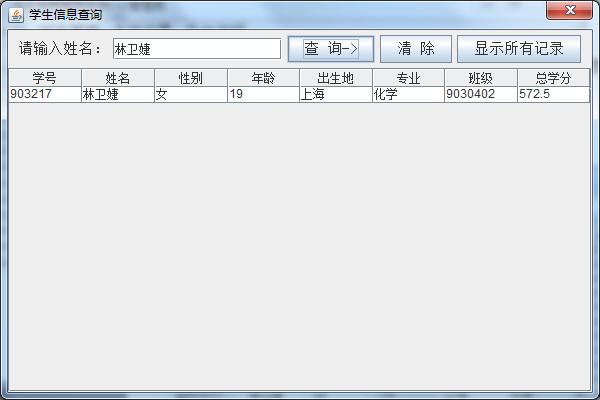 学生信息查询
请输入姓名： 林卫婕 查 询-> 清 除 显示所有记录
学号 姓名 性别 年龄 出生地 专业 班级 总学分
903217 林卫婕 女 19 上海 化学 9030402 572.5